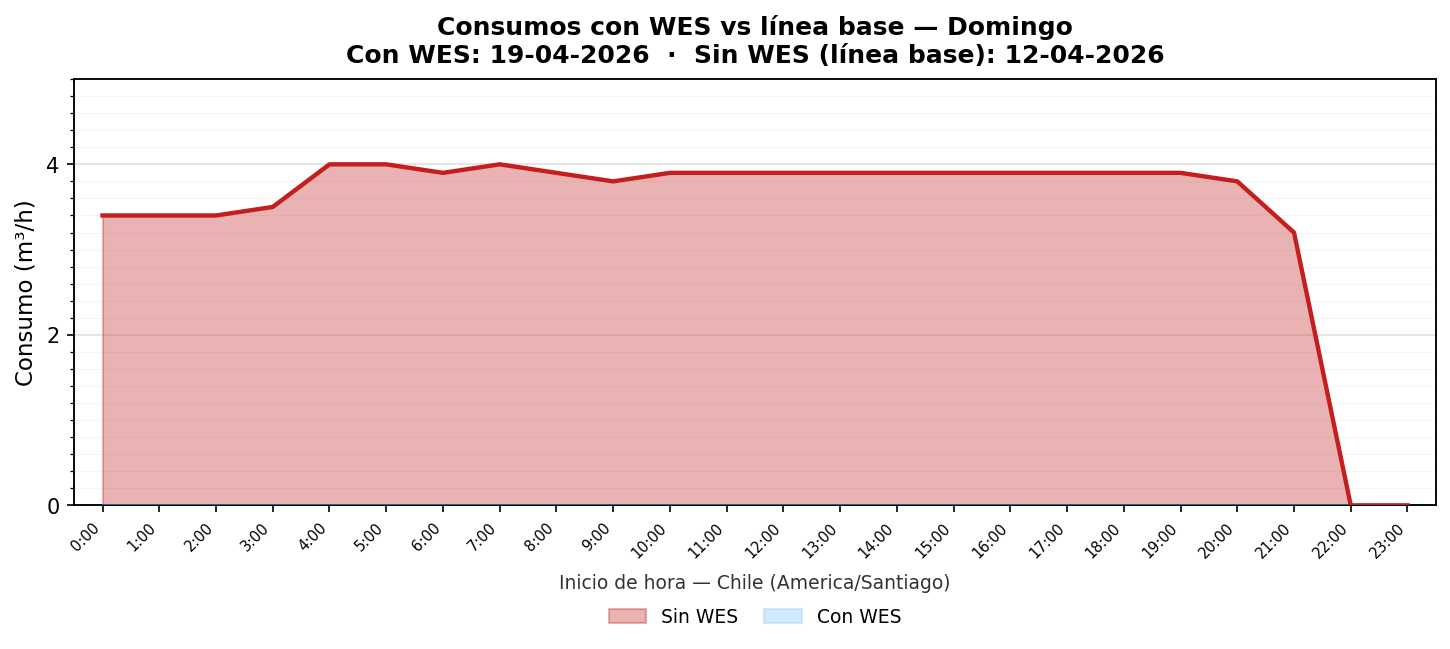 Consumos con WES vs línea base — Domingo
Con WES: 19-04-2026 · Sin WES (línea base): 12-04-2026
Consumo (m³/h)
4
2
0
0:00 1:00 2:00 3:00 4:00 5:00 6:00 7:00 8:00 9:00 10:00 11:00 12:00 13:00 14:00 15:00 16:00 17:00 18:00 19:00 20:00 21:00 22:00 23:00
Inicio de hora — Chile (America/Santiago)
Sin WES Con WES